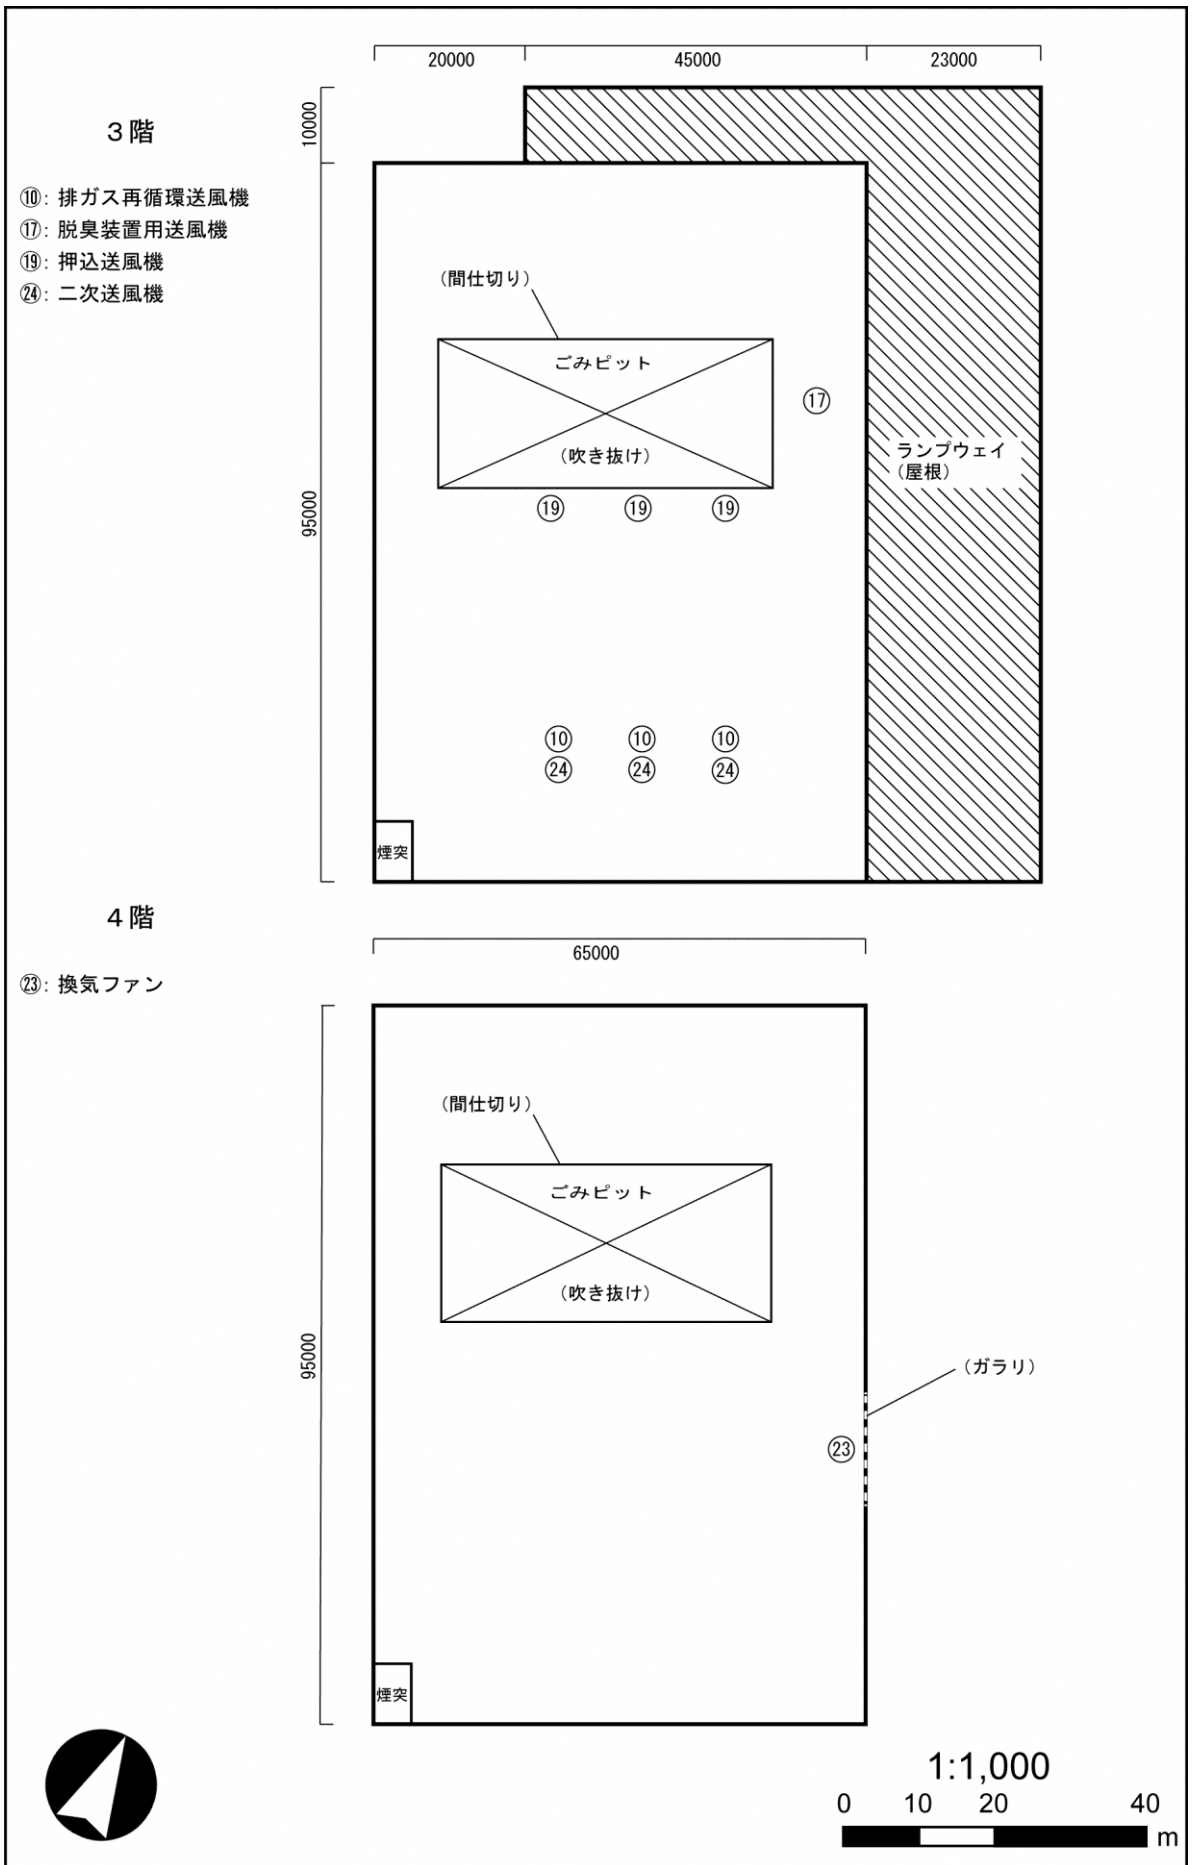 20000 45000 23000
10000
3階
⑩: 排ガス再循環送風機
⑰: 脱臭装置用送風機
⑲: 押込送風機
㉔: 二次送風機
(間仕切り)
ごみピット
⑰
(吹き抜け)
ランプウェイ
(屋根)
95000
⑲ ⑲ ⑲
⑩ ⑩ ⑩
㉔ ㉔ ㉔
煙突
4階
65000
㉓: 換気ファン
(間仕切り)
ごみピット
(吹き抜け)
95000
(ガラリ)
㉓
煙突
1:1,000
0 10 20 40
m